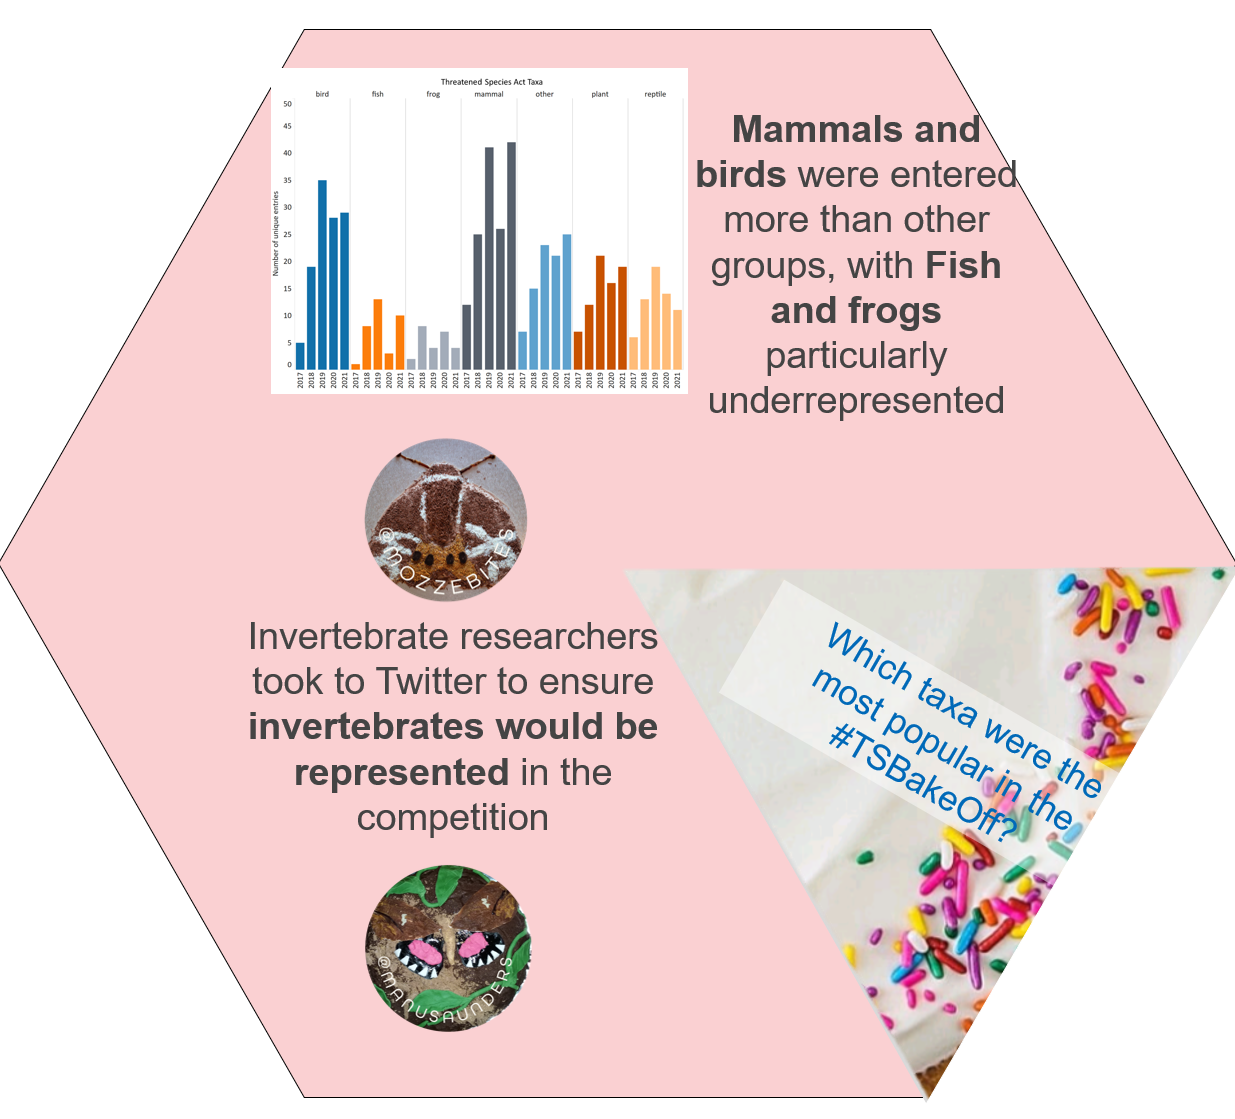 Threatened Species Act Taxa
bird fish frog mammal other plant reptile
Number of unique entries
50
45
40
35
30
25
20
15
10
5
0
2017 2018 2019 2020 2021 2017 2018 2019 2020 2021 2017 2018 2019 2020 2021 2017 2018 2019 2020 2021 2017 2018 2019 2020 2021 2017 2018 2019 2020 2021 2017 2018 2019 2020 2021
Mammals and
birds were entered
more than other
groups, with Fish
and frogs
particularly
underrepresented
@MOZZEBITES
Invertebrate researchers
took to Twitter to ensure
invertebrates would be
represented in the
competition
@MANUSAUNDERS
Which taxa were the
most popular in the
#TSBakeOff?